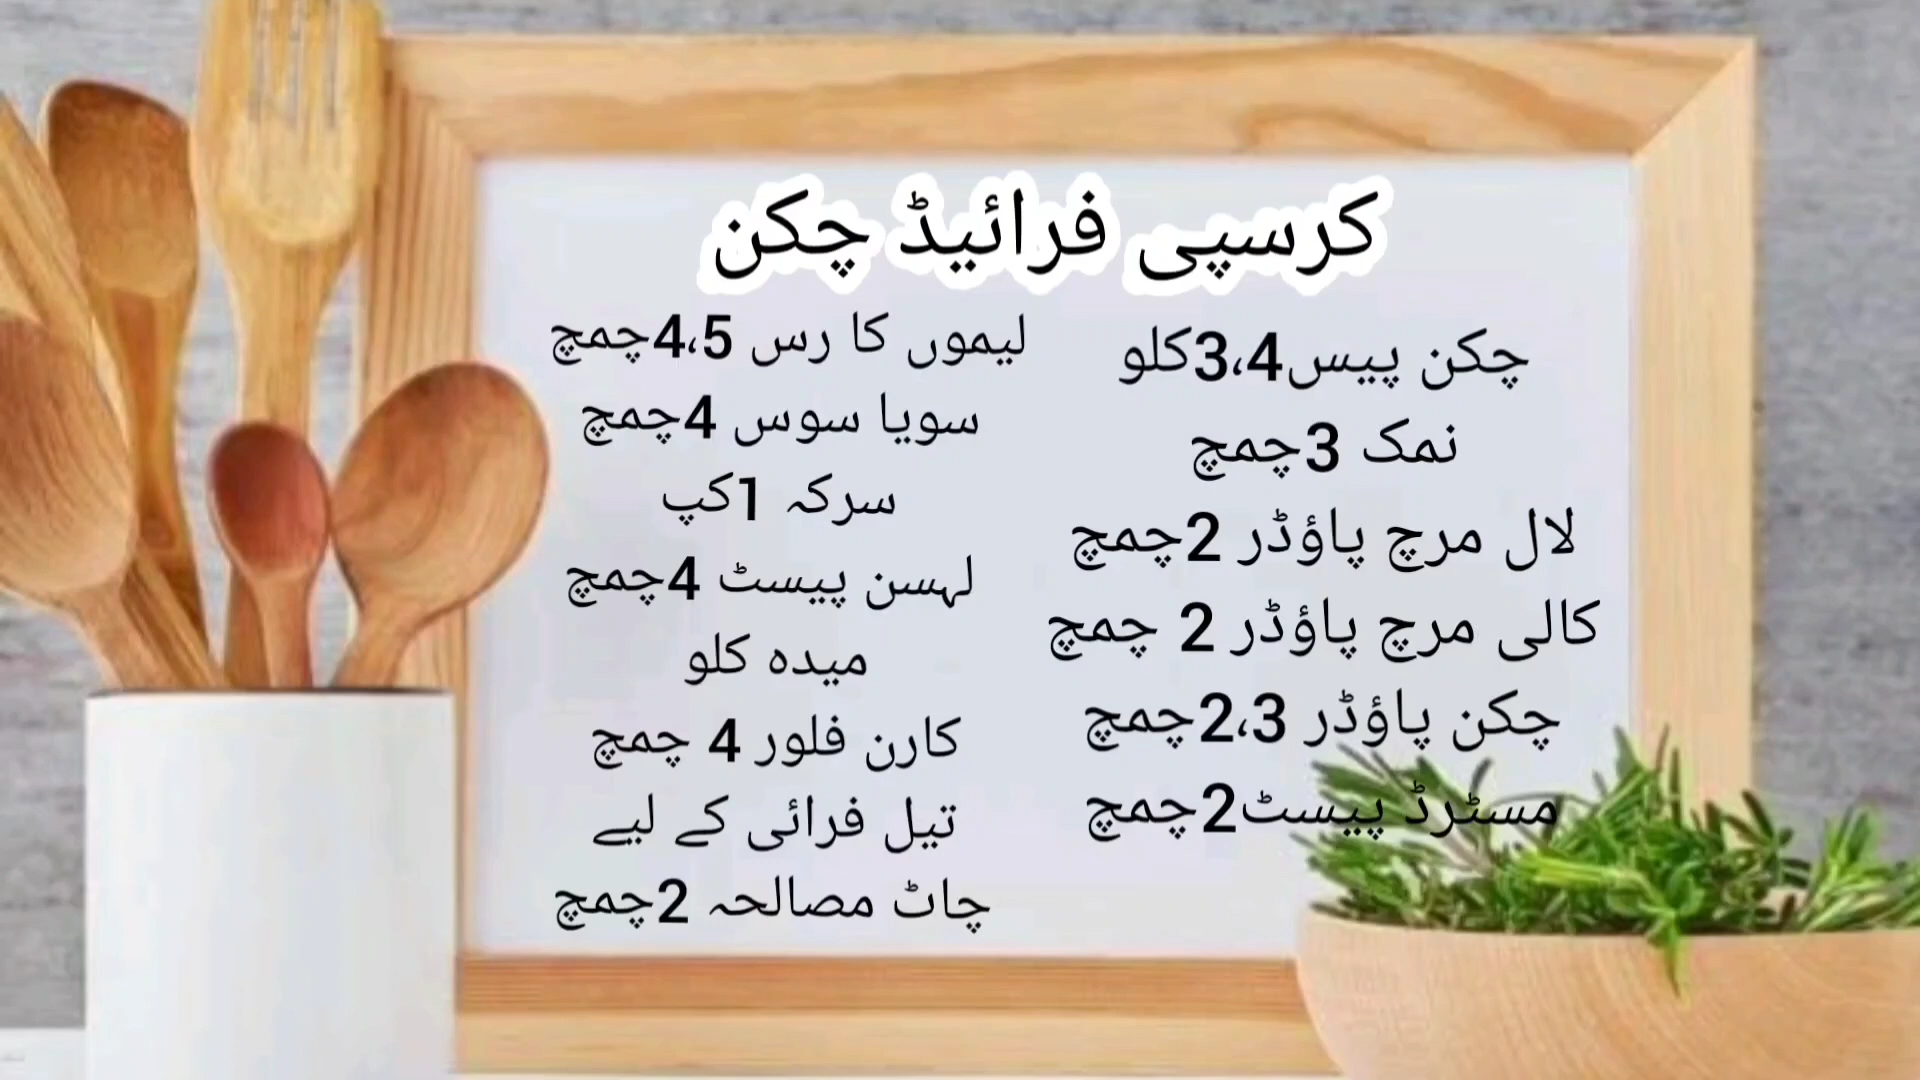 کرسپی فرائیڈ چکن
چکن پیس3،4کلو
نمک 3چمچ
لال مرچ پاؤڈر 2چمچ
کالی مرچ پاؤڈر 2 چمچ
چکن پاؤڈر 2،3چمچ
مسٹرڈ پیسٹ2چمچ
لیموں کا رس 4،5چمچ
سویا سوس 4چمچ
سرکہ 1کپ
لہسن پیسٹ 4چمچ
میدہ کلو
کارن فلور 4 چمچ
تیل فرائی کے لیے
چاٹ مصالحہ 2چمچ